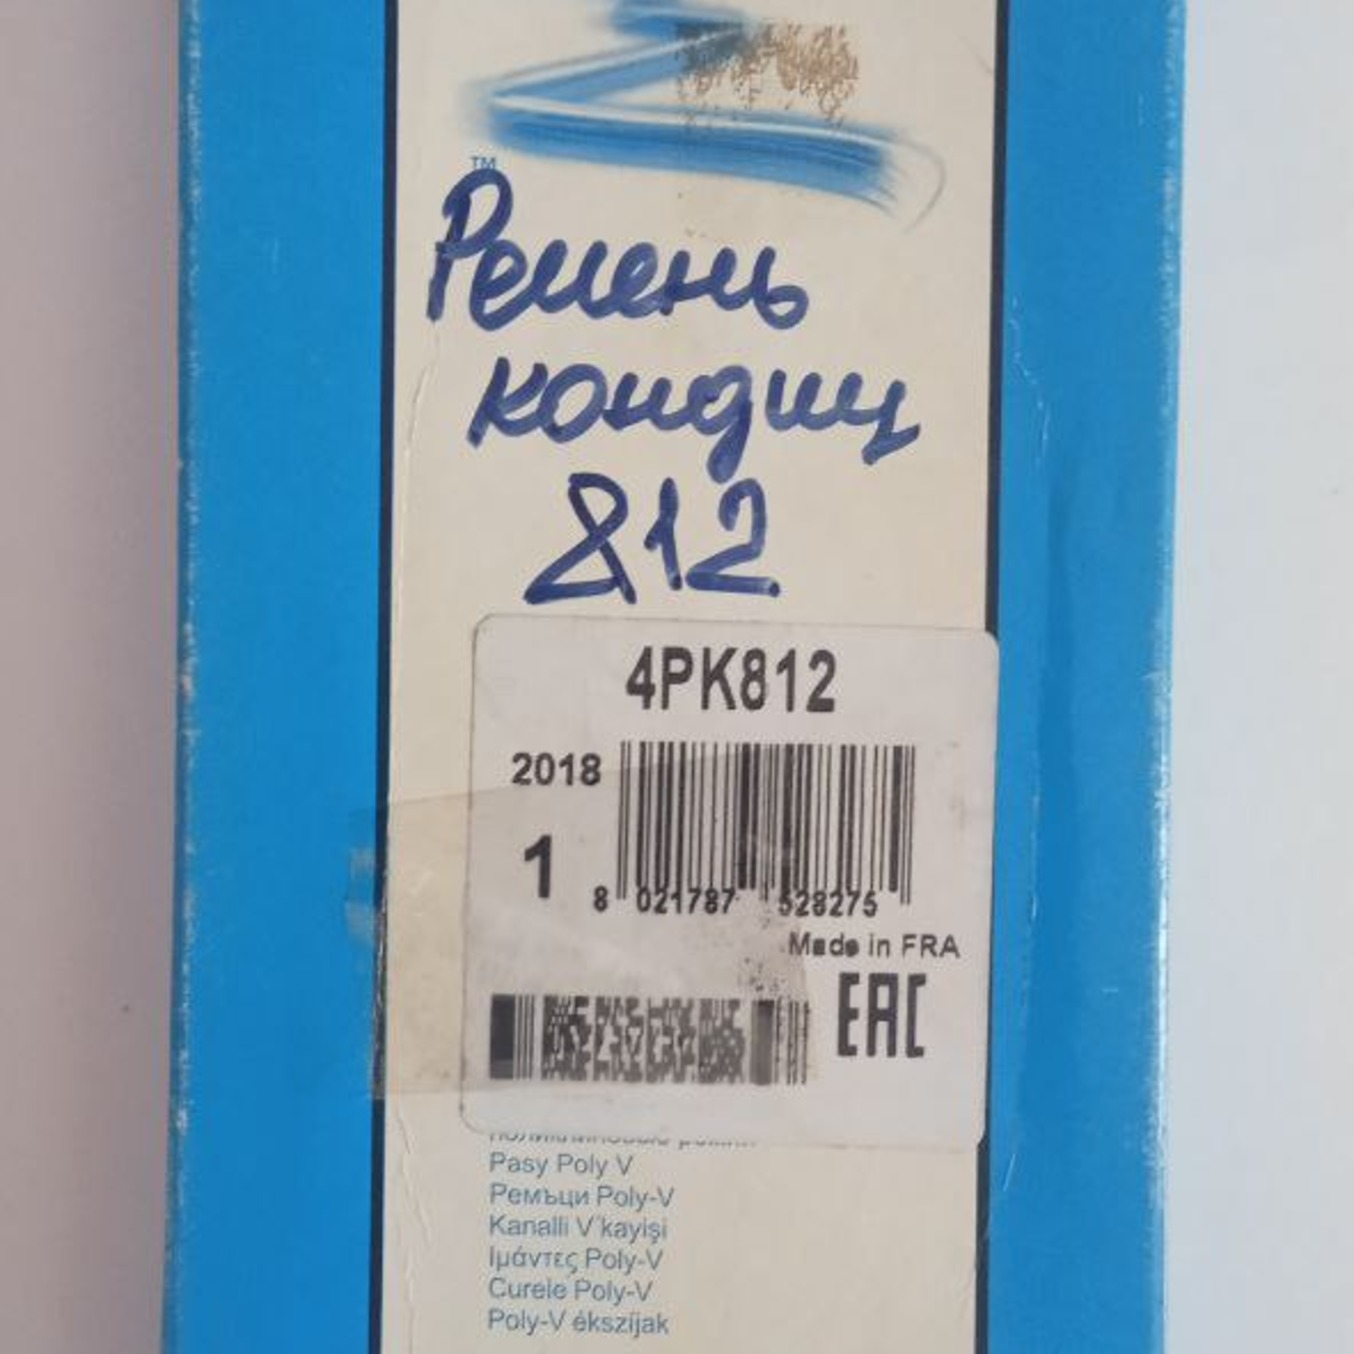 TM
Ремень
кондиц
812
4PK812
2018
1
8 021787 528275
Made in FRA
EAC
Pasy Poly V
Ремъци Poly-V
Kanalli V kayişi
Ιμάντες Poly-V
Curele Poly-V
Poly-V ékszíjak